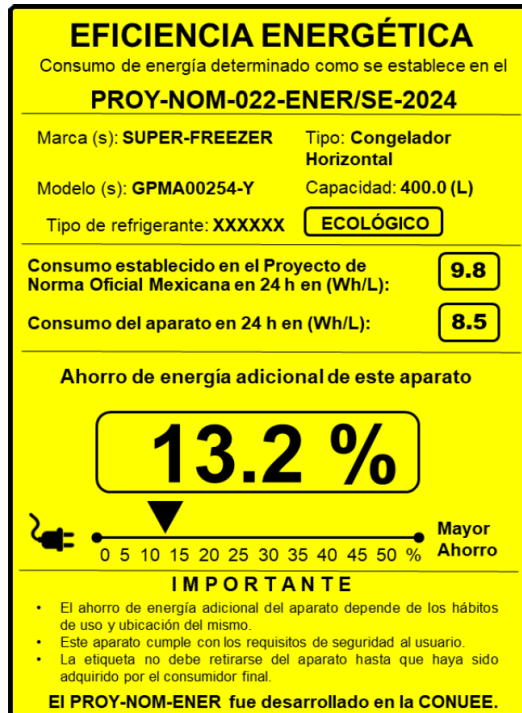 EFICIENCIA ENERGÉTICA
Consumo de energía determinado como se establece en el
PROY-NOM-022-ENER/SE-2024
Marca (s): SUPER-FREEZER
Tipo: Congelador
Horizontal
Modelo (s): GPMA00254-Y
Capacidad: 400.0 (L)
Tipo de refrigerante: XXXXXX
ECOLÓGICO
Consumo establecido en el Proyecto de
Norma Oficial Mexicana en 24 h en (Wh/L):
9.8
Consumo del aparato en 24 h en (Wh/L):
8.5
Ahorro de energía adicional de este aparato
13.2 %
0 5 10 15 20 25 30 35 40 45 50 %
Mayor
Ahorro
IMPORTANTE
• El ahorro de energía adicional del aparato depende de los hábitos
de uso y ubicación del mismo.
• Este aparato cumple con los requisitos de seguridad al usuario.
• La etiqueta no debe retirarse del aparato hasta que haya sido
adquirido por el consumidor final.
El PROY-NOM-ENER fue desarrollado en la CONUEE.